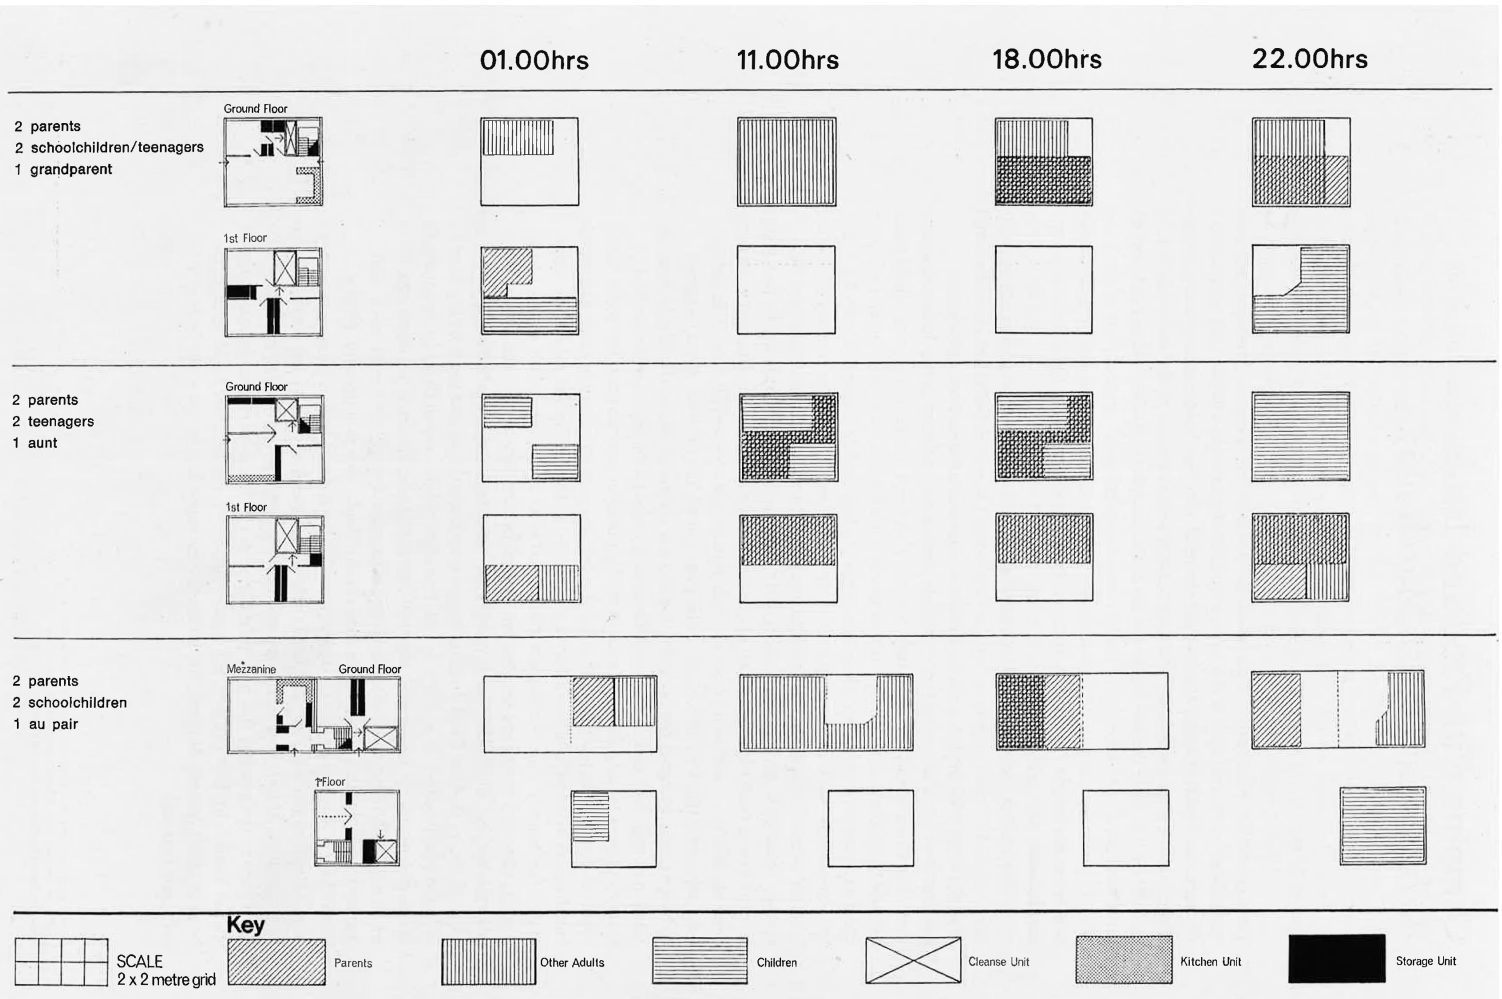 01.00hrs 11.00hrs 18.00hrs 22.00hrs
Ground Floor
2 parents
2 schoolchildren/teenagers
1 grandparent
1st Floor
Ground Floor
2 parents
2 teenagers
1 aunt
1st Floor
Mezzanine Ground Floor
2 parents
2 schoolchildren
1 au pair
1st Floor
Key
SCALE
2 x 2 metre grid
Parents
Other Adults
Children
Cleanse Unit
Kitchen Unit
Storage Unit